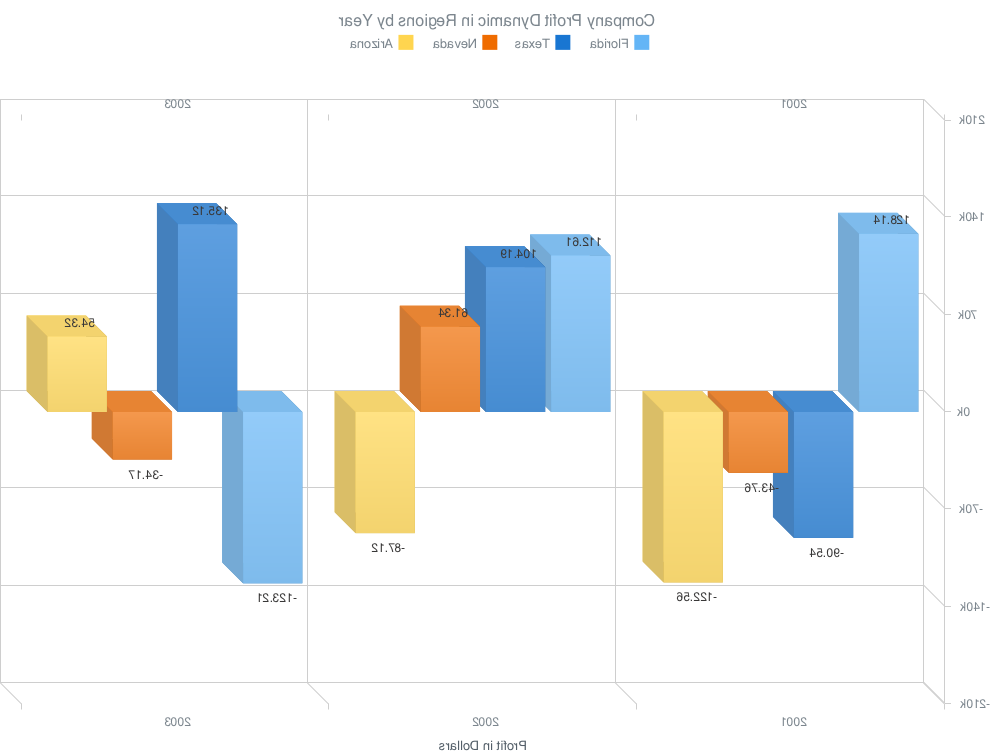 Company Profit Dynamic in Regions by Year
Florida Texas Nevada Arizona
2001 2002 2003
210k
140k 128.14 135.12
112.61
104.19
70k 61.34 54.32
0k
-34.17
-43.76
-70k
-90.54 -87.12
-122.56 -123.21
-140k
-210k
2001 2002 2003
Profit in Dollars